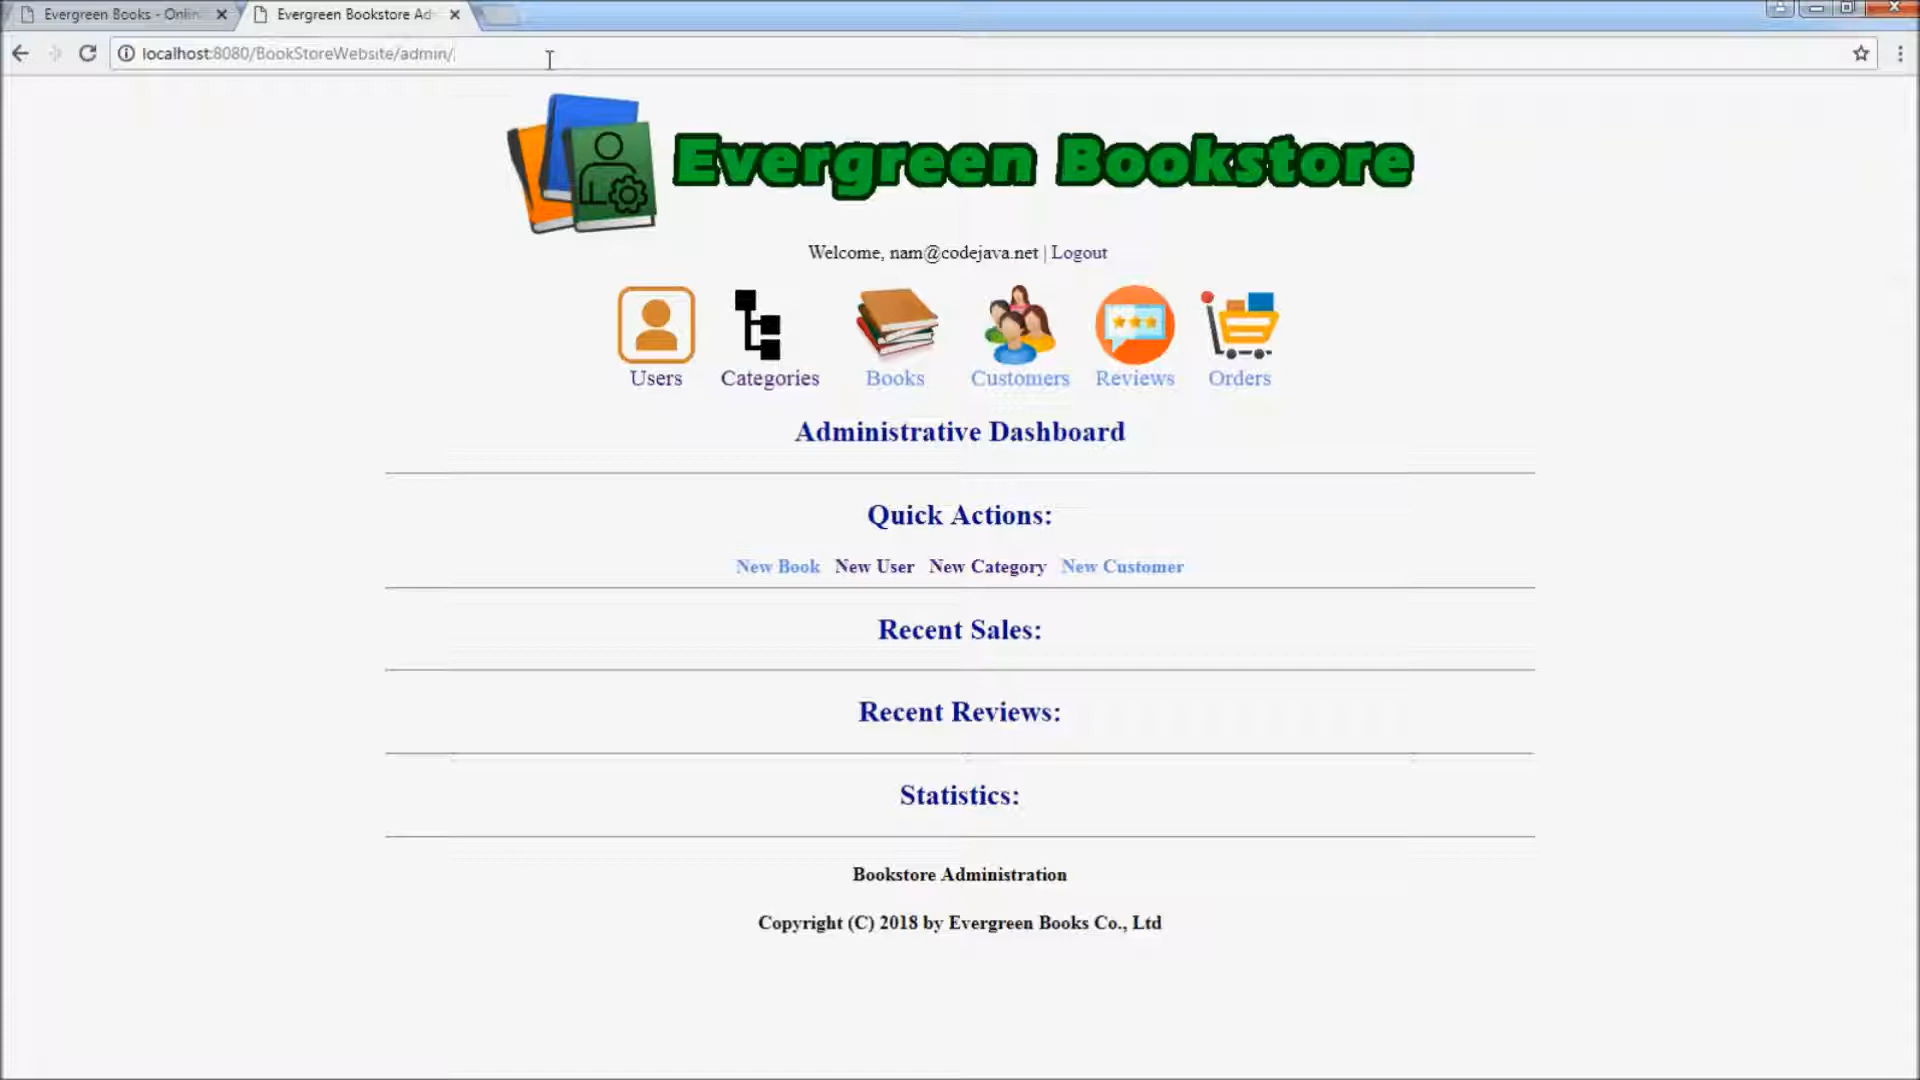 Evergreen Books - Onlin
Evergreen Bookstore Ad
localhost:8080/BookStoreWebsite/admin/
Evergreen Bookstore
Welcome, nam@codejava.net | Logout
Users Categories Books Customers Reviews Orders
Administrative Dashboard
Quick Actions:
New Book New User New Category New Customer
Recent Sales:
Recent Reviews:
Statistics:
Bookstore Administration
Copyright (C) 2018 by Evergreen Books Co., Ltd